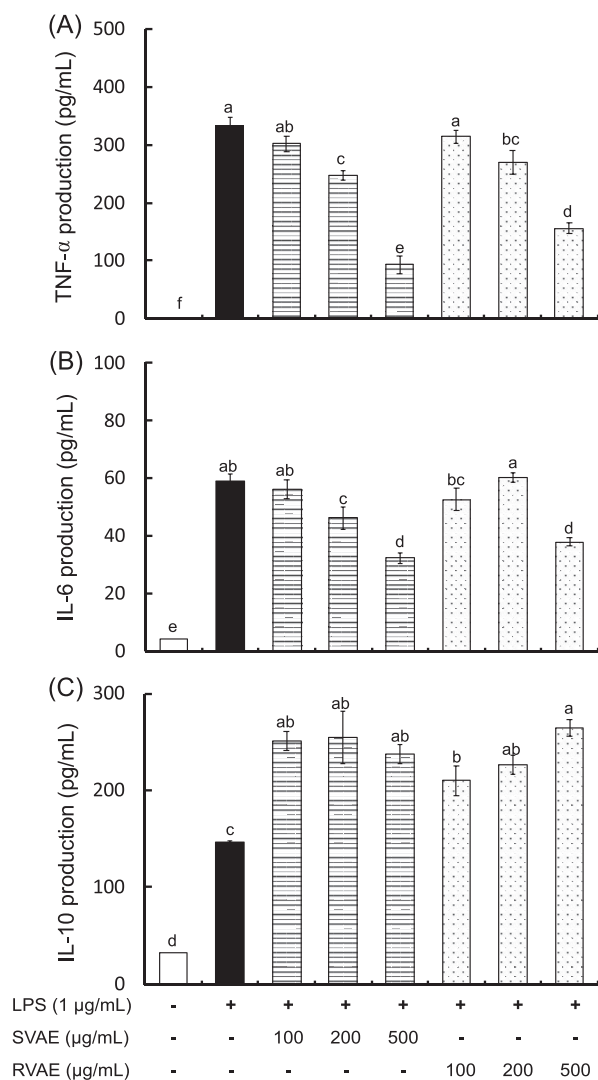 (A)
TNF-α production (pg/mL)
500
400
300
200
100
0
f
a
ab
c
e
a
bc
d
(B)
IL-6 production (pg/mL)
100
80
60
40
20
0
e
ab
ab
c
d
bc
a
d
(C)
IL-10 production (pg/mL)
300
200
100
0
d
c
ab
ab
ab
b
ab
a
LPS (1 µg/mL) - + + + + + + +
SVAE (µg/mL) - - 100 200 500 - - -
RVAE (µg/mL) - - - - - 100 200 500